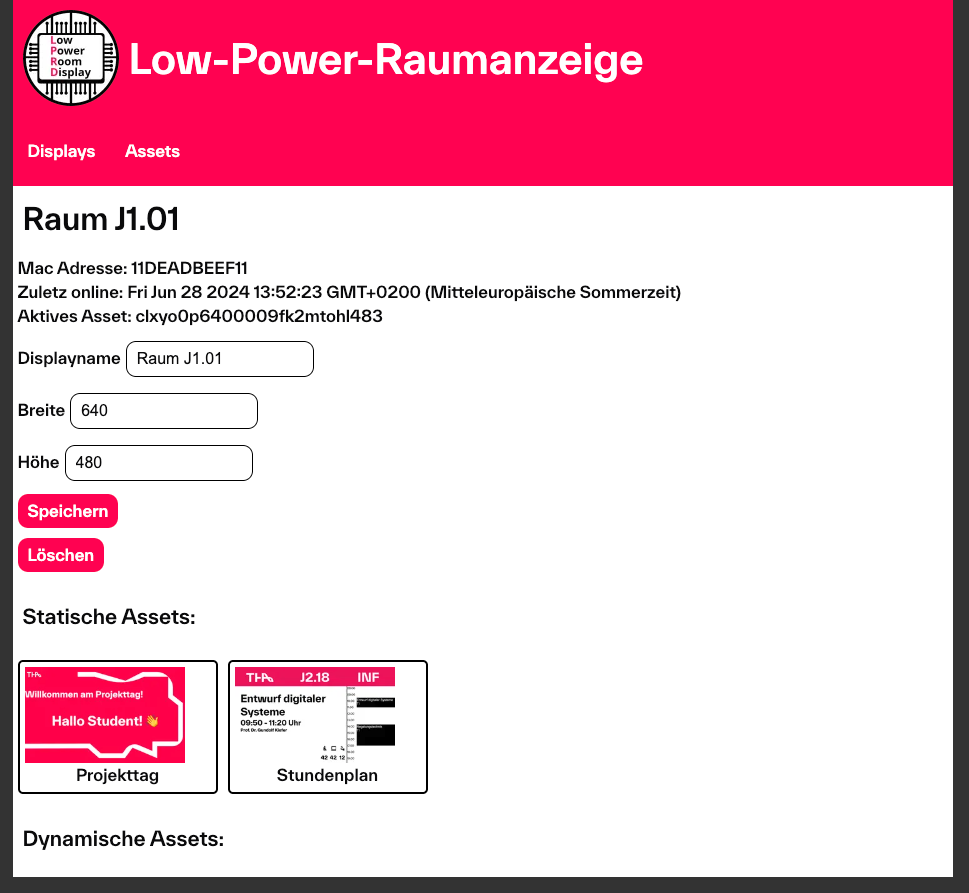 Low
Power
Room
Display
Low-Power-Raumanzeige
Displays Assets
Raum J1.01
Mac Adresse: 11DEADBEEF11
Zuletz online: Fri Jun 28 2024 13:52:23 GMT+0200 (Mitteleuropäische Sommerzeit)
Aktives Asset: clxyo0p6400009fk2mtohl483
Displayname Raum J1.01
Breite 640
Höhe 480
Speichern
Löschen
Statische Assets:
THA
Willkommen am Projekttag!
Hallo Student! 👋
Projekttag
THA J2.18 INF
Entwurf digitaler
Systeme
09:50 - 11:20 Uhr
Prof. Dr. Gundolf Kiefer
42 42 12
Stundenplan
Dynamische Assets: